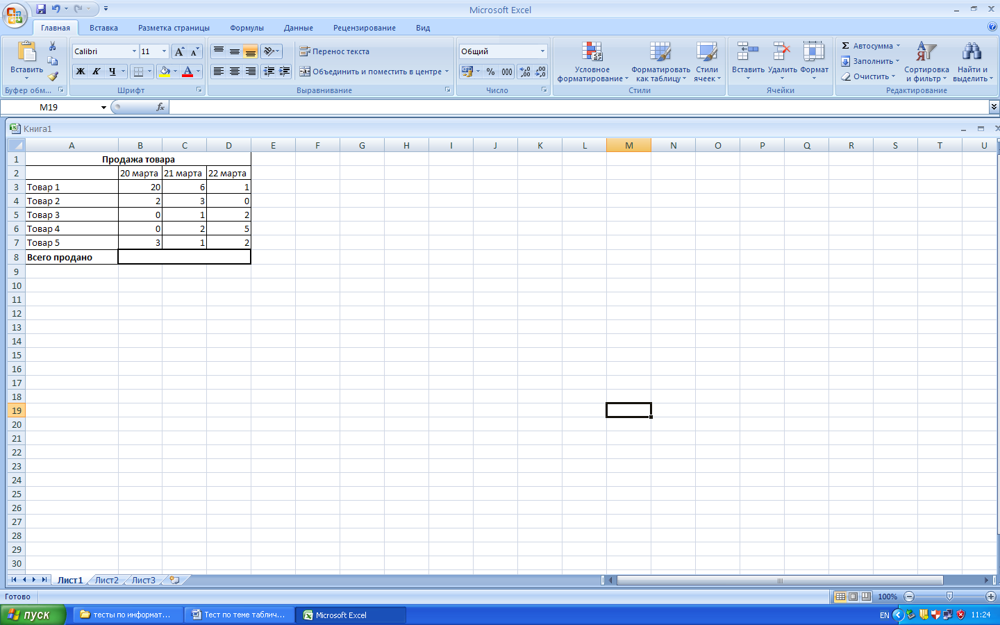 Microsoft Excel
Главная Вставка Разметка страницы Формулы Данные Рецензирование Вид
Вставить
Буфер обм...
Calibri 11
Ж К Ч
Шрифт
Перенос текста
Объединить и поместить в центре
Выравнивание
Общий
% 000
Число
Условное форматирование
Форматировать как таблицу
Стили ячеек
Стили
Вставить Удалить Формат
Ячейки
Σ Автосумма
Заполнить
Очистить
Сортировка и фильтр
Найти и выделить
Редактирование
M19 fx
Книга1
A B C D E F G H I J K L M N O P Q R S T U
1 Продажа товара
2 20 марта 21 марта 22 марта
3 Товар 1 20 6 1
4 Товар 2 2 3 0
5 Товар 3 0 1 2
6 Товар 4 0 2 5
7 Товар 5 3 1 2
8 Всего продано
9
10
11
12
13
14
15
16
17
18
19
20
21
22
23
24
25
26
27
28
29
30
Лист1 Лист2 Лист3
Готово 100%
пуск тесты по информат... Тест по теме таблич... Microsoft Excel EN 11:24